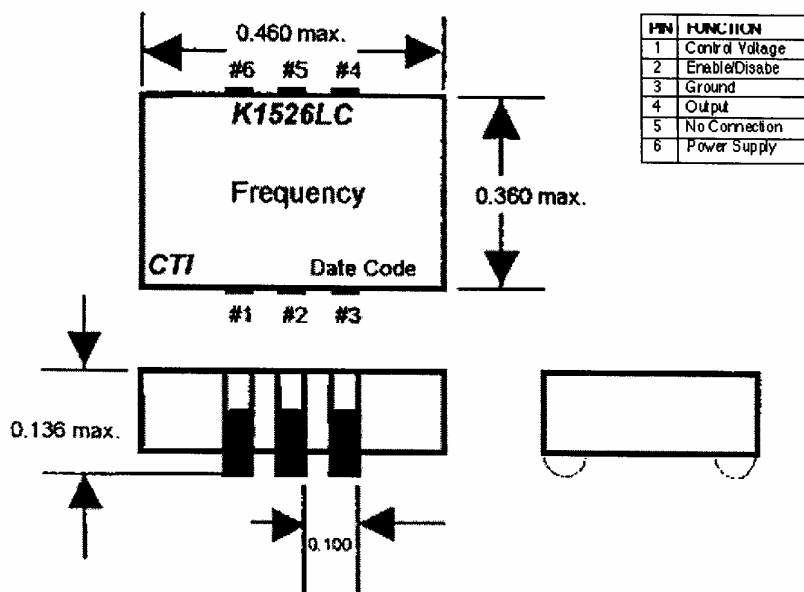 0.460 max.
#6 #5 #4
K1526LC
Frequency
0.360 max.
CTI
Date Code
#1 #2 #3
0.136 max.
0.100
PIN FUNCTION
1 Control Voltage
2 Enable/Disabe
3 Ground
4 Output
5 No Connection
6 Power Supply